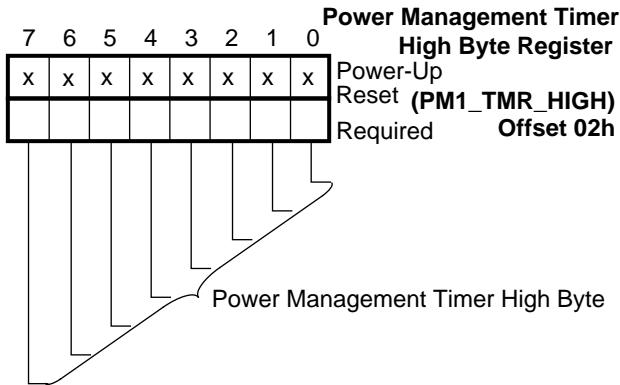 Power Management Timer
High Byte Register
(PM1_TMR_HIGH)
Offset 02h
7 6 5 4 3 2 1 0
x x x x x x x x
Power-Up
Reset
Required
Power Management Timer High Byte